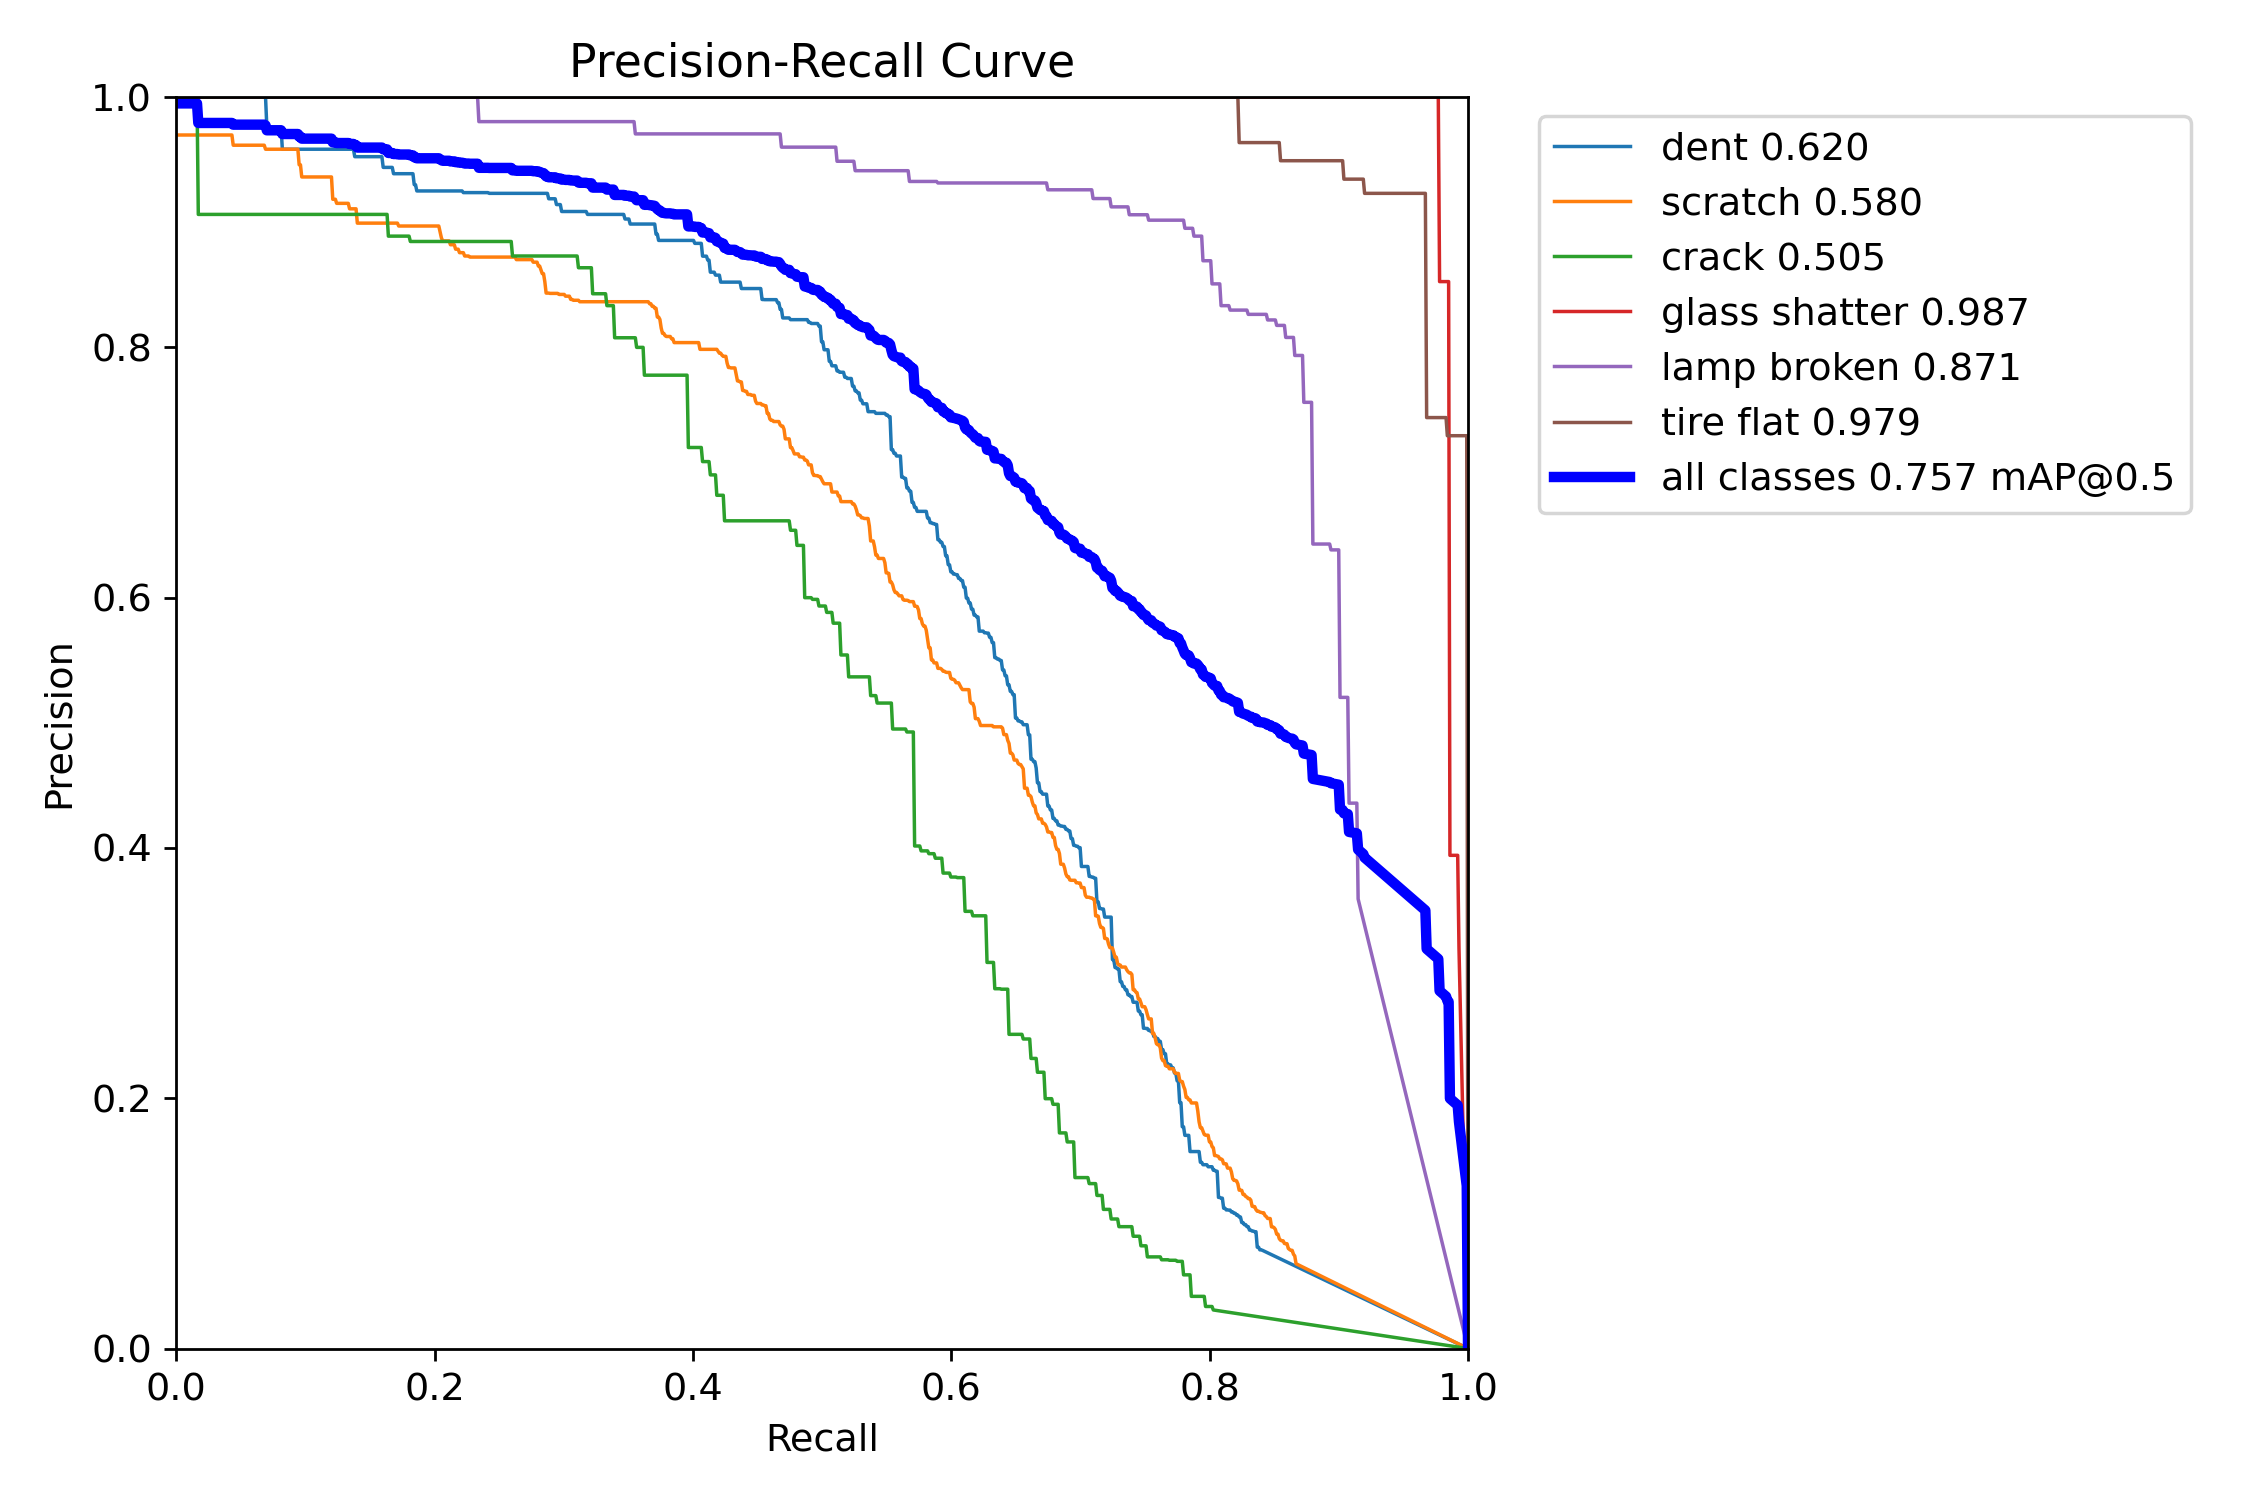 Precision-Recall Curve
1.0
0.8
0.6
0.4
0.2
0.0
Precision
0.0 0.2 0.4 0.6 0.8 1.0
Recall
dent 0.620
scratch 0.580
crack 0.505
glass shatter 0.987
lamp broken 0.871
tire flat 0.979
all classes 0.757 mAP@0.5